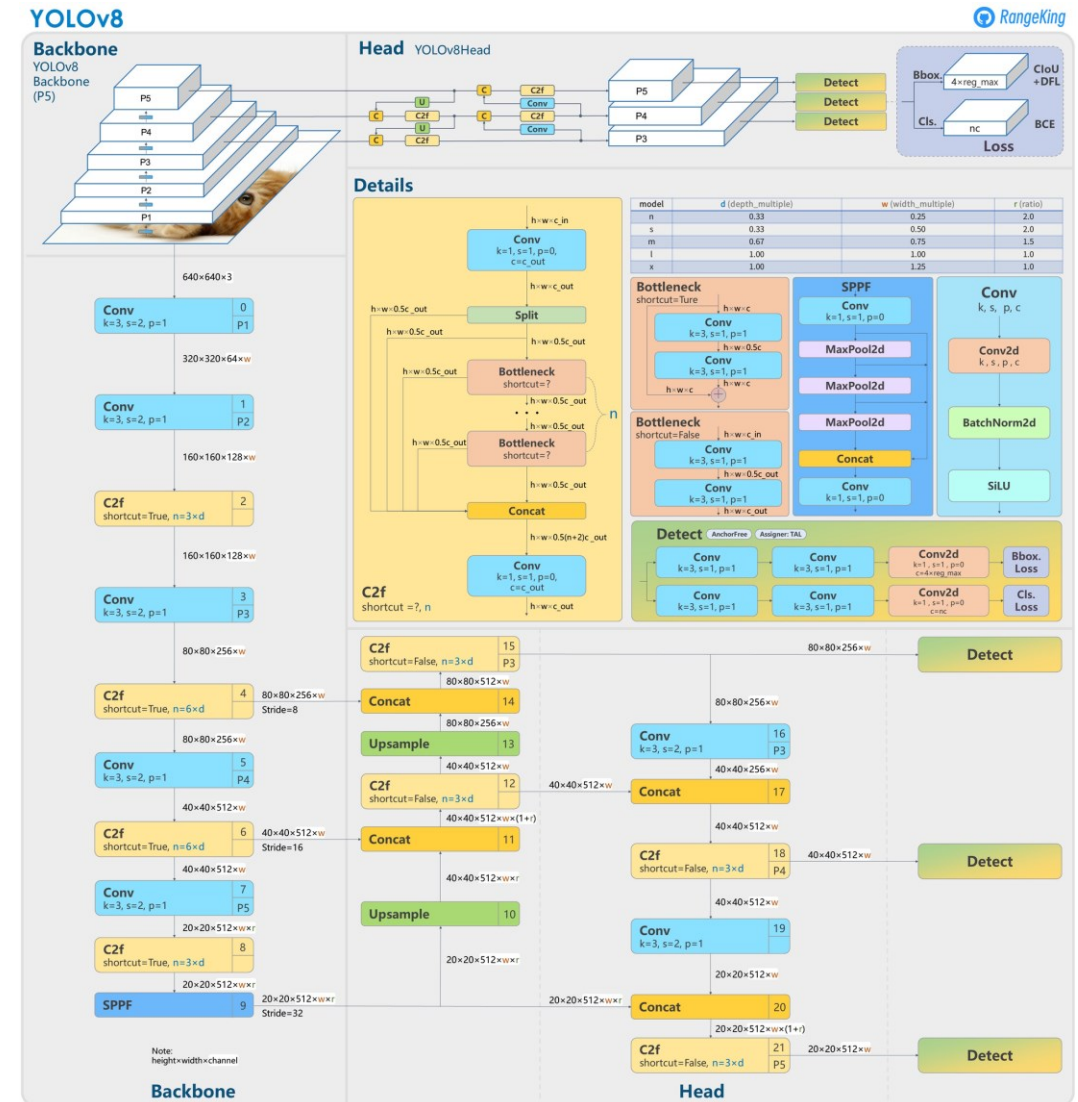 YOLOv8
RangeKing
Backbone
YOLOv8
Backbone
(P5)
P5
P4
P3
P2
P1
Head YOLOv8Head
C
U
C
C2f
U
C
C2f
C
C2f
Conv
C
C2f
Conv
P5
P4
P3
Detect
Detect
Detect
Bbox.
4×reg_max
CIoU
+DFL
Cls.
nc
BCE
Loss
640×640×3
Conv
k=3, s=2, p=1
0
P1
320×320×64×w
Conv
k=3, s=2, p=1
1
P2
160×160×128×w
C2f
shortcut=True, n=3×d
2
160×160×128×w
Conv
k=3, s=2, p=1
3
P3
80×80×256×w
C2f
shortcut=True, n=6×d
4
80×80×256×w
Stride=8
80×80×256×w
Conv
k=3, s=2, p=1
5
P4
40×40×512×w
C2f
shortcut=True, n=6×d
6
40×40×512×w
Stride=16
40×40×512×w
Conv
k=3, s=2, p=1
7
P5
20×20×512×w×r
C2f
shortcut=True, n=3×d
8
20×20×512×w×r
SPPF
9
20×20×512×w×r
Stride=32
Note:
height×width×channel
Backbone
Details
h×w×c_in
Conv
k=1, s=1, p=0,
c=c_out
h×w×c_out
Split
h×w×0.5c_out
h×w×0.5c_out
h×w×0.5c_out
h×w×0.5c_out
Bottleneck
shortcut=?
h×w×0.5c_out
· · ·
n
h×w×0.5c_out
h×w×0.5c_out
Bottleneck
shortcut=?
h×w×0.5c_out
Concat
h×w×0.5(n+2)c_out
Conv
k=1, s=1, p=0,
c=c_out
h×w×c_out
C2f
shortcut =?, n
model d (depth_multiple) w (width_multiple) r (ratio)
n 0.33 0.25 2.0
s 0.33 0.50 2.0
m 0.67 0.75 1.5
l 1.00 1.00 1.0
x 1.00 1.25 1.0
Bottleneck
shortcut=Ture
h×w×c
Conv
k=3, s=1, p=1
h×w×0.5c
Conv
k=3, s=1, p=1
h×w×c
h×w×c
Bottleneck
shortcut=False
h×w×c_in
Conv
k=3, s=1, p=1
h×w×0.5c_out
Conv
k=3, s=1, p=1
h×w×c_out
SPPF
Conv
k=1, s=1, p=0
MaxPool2d
MaxPool2d
MaxPool2d
Concat
Conv
k=1, s=1, p=0
Conv
k, s, p, c
Conv2d
k , s , p , c
BatchNorm2d
SiLU
Detect AnchorFree Assigner: TAL
Conv
k=3, s=1, p=1
Conv
k=3, s=1, p=1
Conv2d
k=1 , s=1 , p=0
c=4×reg_max
Bbox.
Loss
Conv
k=3, s=1, p=1
Conv
k=3, s=1, p=1
Conv2d
k=1 , s=1 , p=0
c=nc
Cls.
Loss
C2f
shortcut=False, n=3×d
15
P3
80×80×256×w
Detect
80×80×512×w
Concat
14
80×80×256×w
Upsample
13
40×40×512×w
C2f
shortcut=False, n=3×d
12
40×40×512×w
40×40×512×w×(1+r)
Concat
11
40×40×512×w×r
Upsample
10
20×20×512×w×r
80×80×256×w
Conv
k=3, s=2, p=1
16
P3
40×40×256×w
Concat
17
40×40×512×w
C2f
shortcut=False, n=3×d
18
P4
40×40×512×w
Detect
40×40×512×w
Conv
k=3, s=2, p=1
19
20×20×512×w
20×20×512×w×r
Concat
20
20×20×512×w×(1+r)
C2f
shortcut=False, n=3×d
21
P5
20×20×512×w
Detect
Head